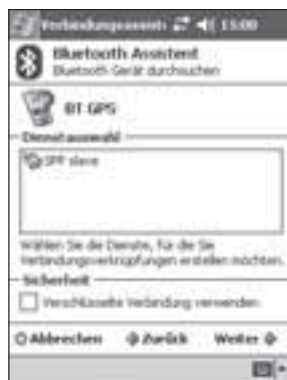 Verbindungsassist. 15:00
Bluetooth Assistent
Bluetooth Gerät durchsuchen
BT GPS
Dienstauswahl
SPP slave
Wählen Sie die Dienste, für die Sie
Verbindungsverknüpfungen erstellen möchten.
Sicherheit
Verschlüsselte Verbindung verwenden
Abbrechen Zurück Weiter